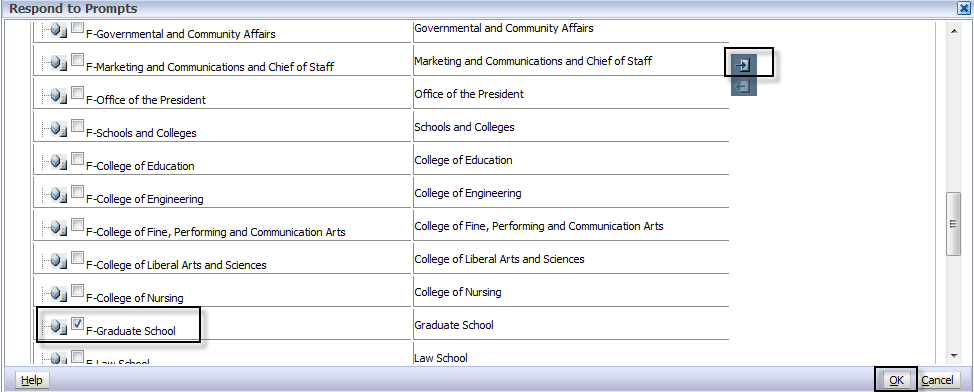 Respond to Prompts
F-Governmental and Community Affairs Governmental and Community Affairs
F-Marketing and Communications and Chief of Staff Marketing and Communications and Chief of Staff
F-Office of the President Office of the President
F-Schools and Colleges Schools and Colleges
F-College of Education College of Education
F-College of Engineering College of Engineering
F-College of Fine, Performing and Communication Arts College of Fine, Performing and Communication Arts
F-College of Liberal Arts and Sciences College of Liberal Arts and Sciences
F-College of Nursing College of Nursing
F-Graduate School Graduate School
F-Law School Law School
Help OK Cancel